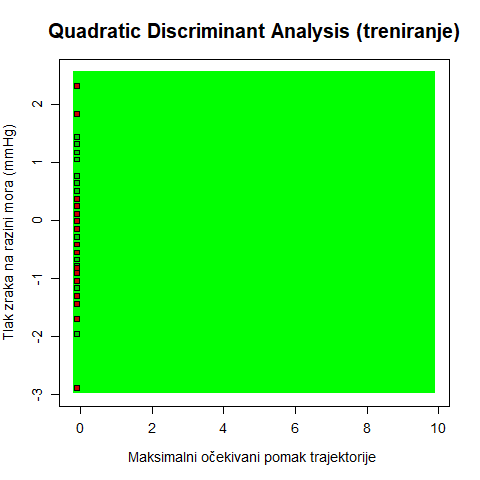 Quadratic Discriminant Analysis (treniranje)
Tlak zraka na razini mora (mmHg)
2
1
0
-1
-2
-3
0 2 4 6 8 10
Maksimalni očekivani pomak trajektorije